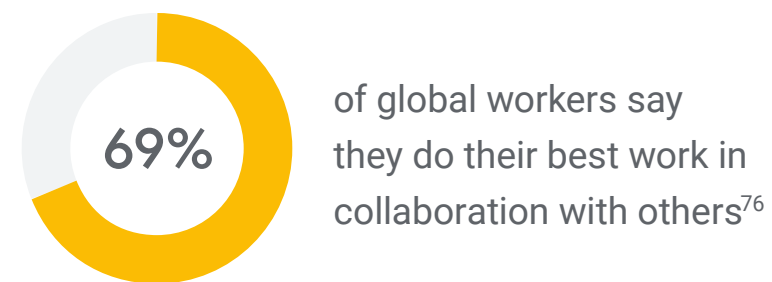 69%
of global workers say
they do their best work in
collaboration with others76